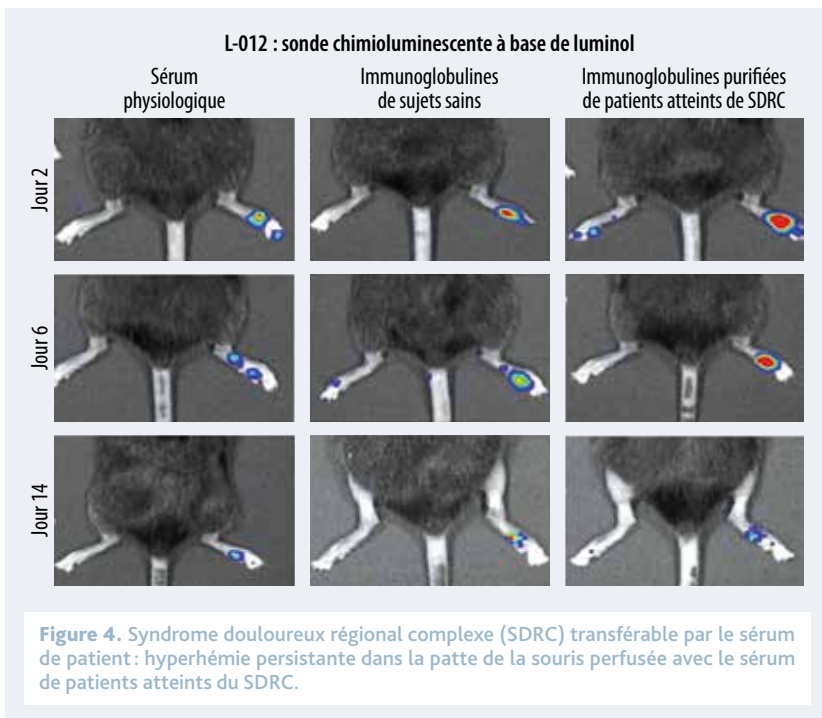 L-012 : sonde chimioluminescente à base de luminol
Sérum
physiologique
Immunoglobulines
de sujets sains
Immunoglobulines purifiées
de patients atteints de SDRC
Jour 2
Jour 6
Jour 14
Figure 4. Syndrome douloureux régional complexe (SDRC) transférable par le sérum
de patient : hyperhémie persistante dans la patte de la souris perfusée avec le sérum
de patients atteints du SDRC.